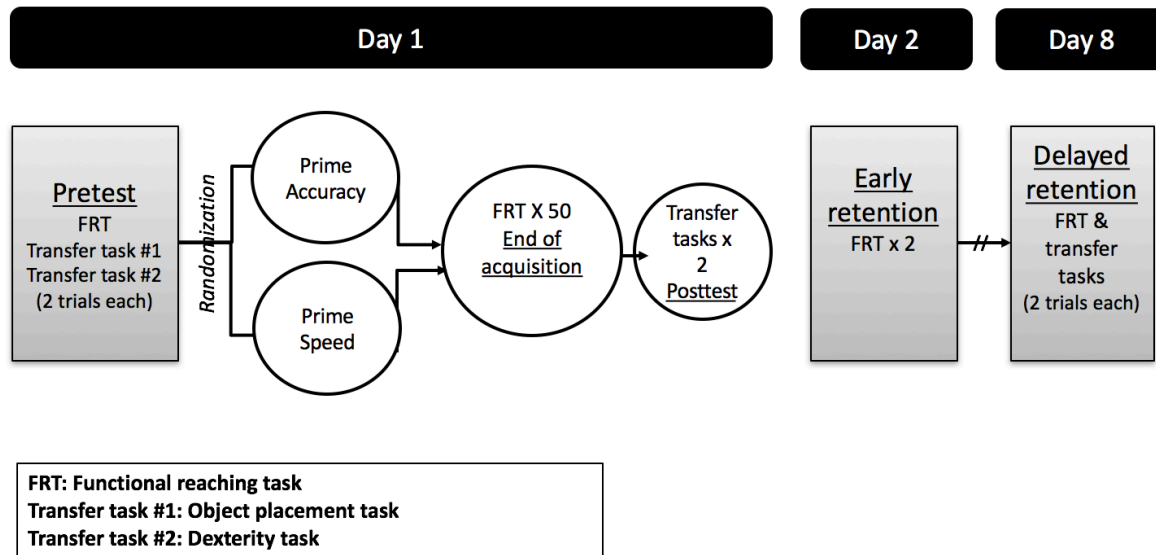 Day 1
Day 2
Day 8
Pretest
FRT
Transfer task #1
Transfer task #2
(2 trials each)
Randomization
Prime
Accuracy
Prime
Speed
FRT X 50
End of
acquisition
Transfer
tasks x
2
Posttest
Early
retention
FRT x 2
Delayed
retention
FRT &
transfer
tasks
(2 trials each)
FRT: Functional reaching task
Transfer task #1: Object placement task
Transfer task #2: Dexterity task